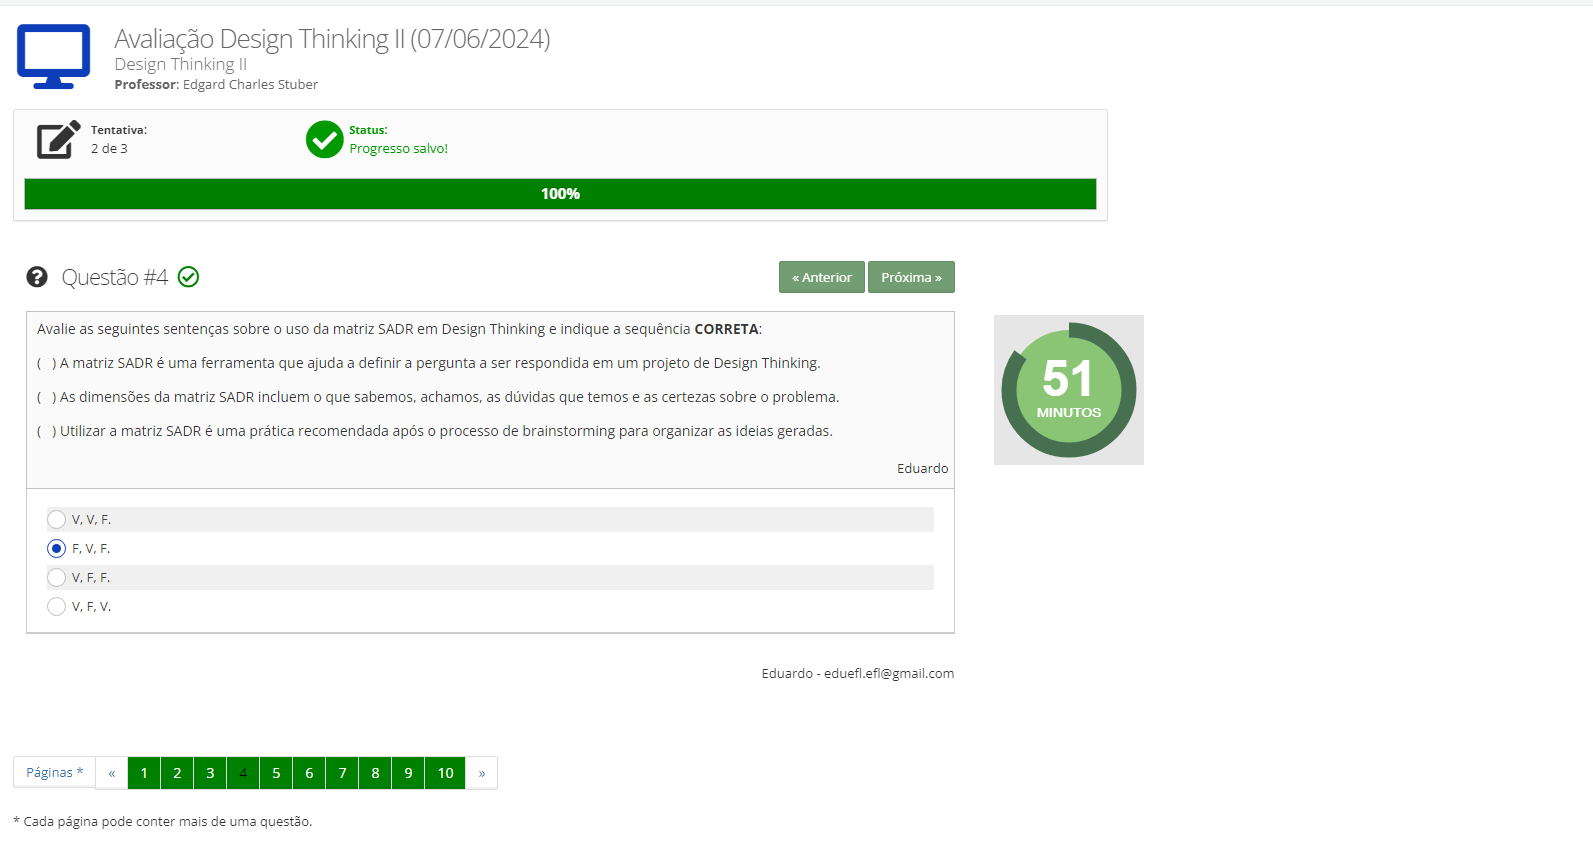 Avaliação Design Thinking II (07/06/2024)
Design Thinking II
Professor: Edgard Charles Stuber
Tentativa:
2 de 3
Status:
Progresso salvo!
100%
Questão #4
« Anterior
Próxima »
Avalie as seguintes sentenças sobre o uso da matriz SADR em Design Thinking e indique a sequência CORRETA:
( ) A matriz SADR é uma ferramenta que ajuda a definir a pergunta a ser respondida em um projeto de Design Thinking.
( ) As dimensões da matriz SADR incluem o que sabemos, achamos, as dúvidas que temos e as certezas sobre o problema.
( ) Utilizar a matriz SADR é uma prática recomendada após o processo de brainstorming para organizar as ideias geradas.
Eduardo
51
MINUTOS
V, V, F.
F, V, F.
V, F, F.
V, F, V.
Eduardo - eduefl.efl@gmail.com
Páginas * « 1 2 3 4 5 6 7 8 9 10 »
* Cada página pode conter mais de uma questão.